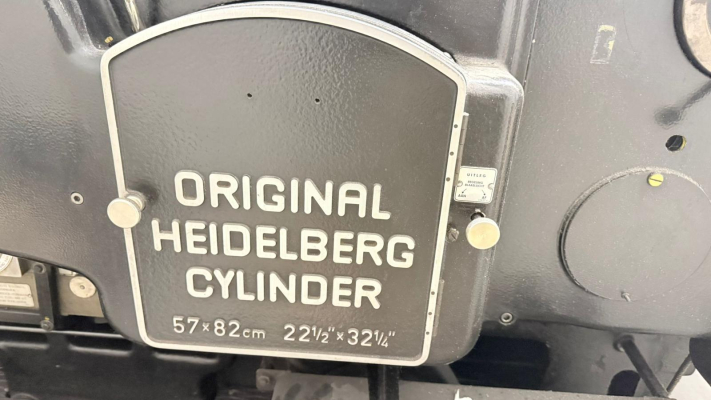 ORIGINAL
HEIDELBERG
CYLINDER
57×82cm 22½"×32¼"